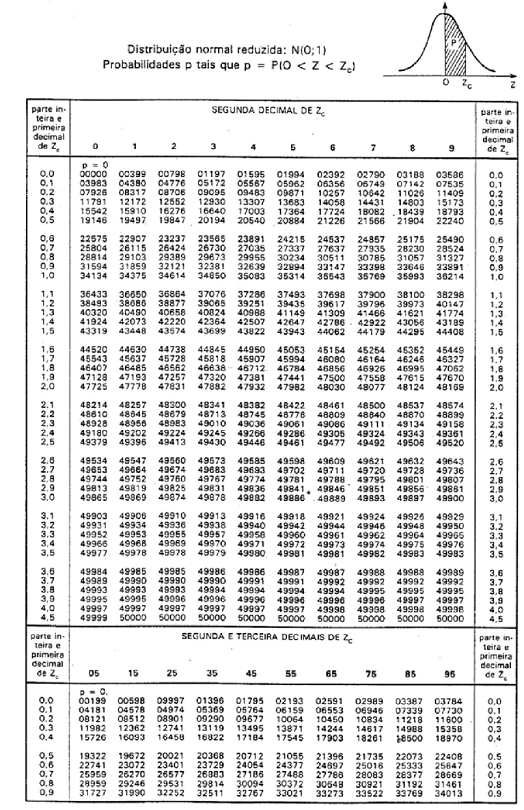 Distribuição normal reduzida: N(0;1)
Probabilidades p tais que p = P(0 < Z < Zc)
P
0 Zc Z
parte in- SEGUNDA DECIMAL DE Zc parte in-
teira e teira e
primeira primeira
decimal decimal
de Zc 0 1 2 3 4 5 6 7 8 9 de Zc
p = 0
0,0 00000 00399 00798 01197 01595 01994 02392 02790 03188 03586 0,0
0,1 03983 04380 04776 05172 05567 05962 06356 06749 07142 07535 0,1
0,2 07926 08317 08706 09095 09483 09871 10257 10642 11026 11409 0,2
0,3 11791 12172 12552 12930 13307 13683 14058 14431 14803 15173 0,3
0,4 15542 15910 16276 16640 17003 17364 17724 18082 18439 18793 0,4
0,5 19146 19497 19847 20194 20540 20884 21226 21566 21904 22240 0,5
0,6 22575 22907 23237 23565 23891 24215 24537 24857 25175 25490 0,6
0,7 25804 26115 26424 26730 27035 27337 27637 27935 28230 28524 0,7
0,8 28814 29103 29389 29673 29955 30234 30511 30785 31057 31327 0,8
0,9 31594 31859 32121 32381 32639 32894 33147 33398 33646 33891 0,9
1,0 34134 34375 34614 34850 35083 35314 35543 35769 35993 36214 1,0
1,1 36433 36650 36864 37076 37286 37493 37698 37900 38100 38298 1,1
1,2 38493 38686 38877 39065 39251 39435 39617 39796 39973 40147 1,2
1,3 40320 40490 40658 40824 40988 41149 41309 41466 41621 41774 1,3
1,4 41924 42073 42220 42364 42507 42647 42786 42922 43056 43189 1,4
1,5 43319 43448 43574 43699 43822 43943 44062 44179 44295 44408 1,5
1,6 44520 44630 44738 44845 44950 45053 45154 45254 45352 45449 1,6
1,7 45543 45637 45728 45818 45907 45994 46080 46164 46246 46327 1,7
1,8 46407 46485 46562 46638 46712 46784 46856 46926 46995 47062 1,8
1,9 47128 47193 47257 47320 47381 47441 47500 47558 47615 47670 1,9
2,0 47725 47778 47831 47882 47932 47982 48030 48077 48124 48169 2,0
2,1 48214 48257 48300 48341 48382 48422 48461 48500 48537 48574 2,1
2,2 48610 48645 48679 48713 48745 48778 48809 48840 48870 48899 2,2
2,3 48928 48956 48983 49010 49036 49061 49086 49111 49134 49158 2,3
2,4 49180 49202 49224 49245 49266 49286 49305 49324 49343 49361 2,4
2,5 49379 49396 49413 49430 49446 49461 49477 49492 49506 49520 2,5
2,6 49534 49547 49560 49573 49585 49598 49609 49621 49632 49643 2,6
2,7 49653 49664 49674 49683 49693 49702 49711 49720 49728 49736 2,7
2,8 49744 49752 49760 49767 49774 49781 49788 49795 49801 49807 2,8
2,9 49813 49819 49825 49831 49836 49841 49846 49851 49856 49861 2,9
3,0 49865 49869 49874 49878 49882 49886 49889 49893 49897 49900 3,0
3,1 49903 49906 49910 49913 49916 49918 49921 49924 49926 49929 3,1
3,2 49931 49934 49936 49938 49940 49942 49944 49946 49948 49950 3,2
3,3 49952 49953 49955 49957 49958 49960 49961 49962 49964 49965 3,3
3,4 49966 49968 49969 49970 49971 49972 49973 49974 49975 49976 3,4
3,5 49977 49978 49978 49979 49980 49981 49981 49982 49983 49983 3,5
3,6 49984 49985 49985 49986 49986 49987 49987 49988 49988 49989 3,6
3,7 49989 49990 49990 49990 49991 49991 49992 49992 49992 49992 3,7
3,8 49993 49993 49993 49994 49994 49994 49994 49995 49995 49995 3,8
3,9 49995 49995 49996 49996 49996 49996 49996 49996 49997 49997 3,9
4,0 49997 49997 49997 49997 49997 49997 49998 49998 49998 49998 4,0
4,5 49999 50000 50000 50000 50000 50000 50000 50000 50000 50000 4,5
parte in- SEGUNDA E TERCEIRA DECIMAIS DE Zc parte in-
teira e teira e
primeira primeira
decimal decimal
de Zc 05 15 25 35 45 55 65 75 85 95 de Zc
p = 0,
0,0 00199 00598 09997 01396 01795 02193 02591 02989 03387 03784 0,0
0,1 04181 04578 04974 05369 05764 06159 06553 06946 07339 07730 0,1
0,2 08121 08512 08901 09290 09677 10064 10450 10834 11218 11600 0,2
0,3 11982 12362 12741 13119 13495 13871 14244 14617 14988 15358 0,3
0,4 15726 16093 16458 16822 17184 17545 17903 18261 18500 18970 0,4
0,5 19322 19672 20021 20368 20712 21055 21396 21735 22073 22408 0,5
0,6 22741 23072 23401 23729 24054 24377 24697 25016 25333 25647 0,6
0,7 25959 26270 26577 26883 27186 27488 27786 28083 28377 28669 0,7
0,8 28959 29246 29531 29814 30094 30372 30648 30921 31192 31461 0,8
0,9 31727 31990 32252 32511 32767 33021 33273 33522 33769 34013 0,9